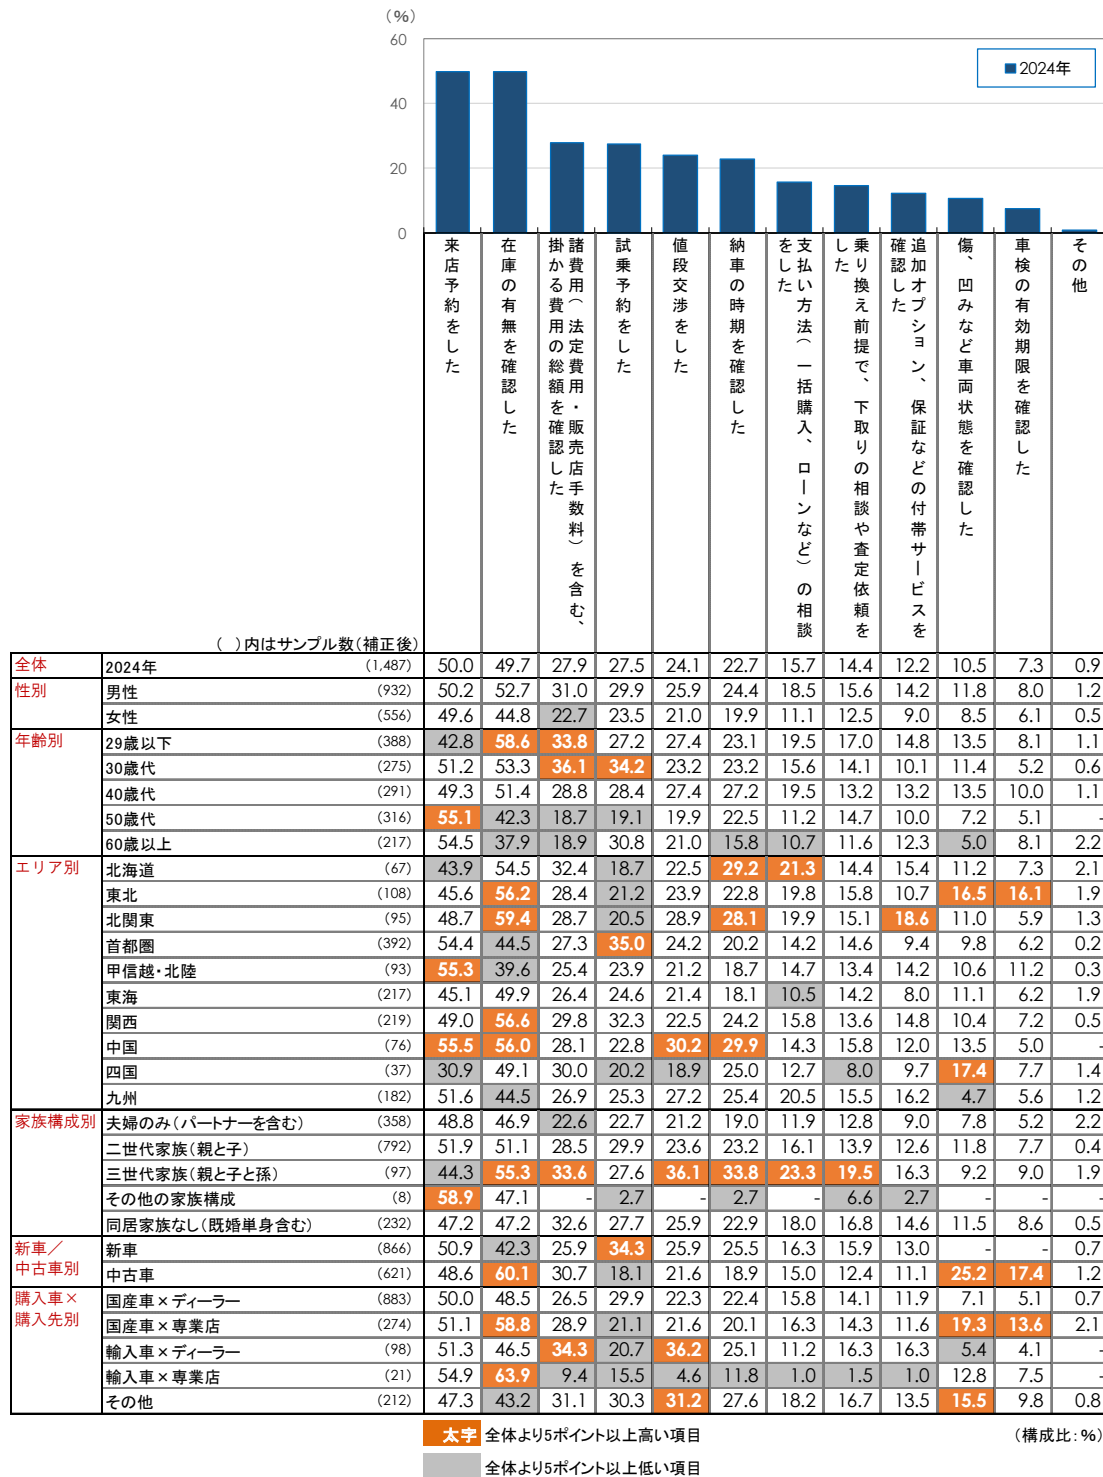 (%)
60
40
20
0
2024年
来店予約をした
在庫の有無を確認した
諸費用(法定費用・販売店手数料)を含む、
掛かる費用の総額を確認した
試乗予約をした
値段交渉をした
納車の時期を確認した
支払い方法(一括購入、ローンなど)の相談
をした
乗り換え前提で、下取りの相談や査定依頼を
した
追加オプション、保証などの付帯サービスを
確認した
傷、凹みなど車両状態を確認した
車検の有効期限を確認した
その他
( )内はサンプル数(補正後)
全体 2024年 (1,487) 50.0 49.7 27.9 27.5 24.1 22.7 15.7 14.4 12.2 10.5 7.3 0.9
性別 男性 (932) 50.2 52.7 31.0 29.9 25.9 24.4 18.5 15.6 14.2 11.8 8.0 1.2
女性 (556) 49.6 44.8 22.7 23.5 21.0 19.9 11.1 12.5 9.0 8.5 6.1 0.5
年齢別 29歳以下 (388) 42.8 58.6 33.8 27.2 27.4 23.1 19.5 17.0 14.8 13.5 8.1 1.1
30歳代 (275) 51.2 53.3 36.1 34.2 23.2 23.2 15.6 14.1 10.1 11.4 5.2 0.6
40歳代 (291) 49.3 51.4 28.8 28.4 27.4 27.2 19.5 13.2 13.2 13.5 10.0 1.1
50歳代 (316) 55.1 42.3 18.7 19.1 19.9 22.5 11.2 14.7 10.0 7.2 5.1 -
60歳以上 (217) 54.5 37.9 18.9 30.8 21.0 15.8 10.7 11.6 12.3 5.0 8.1 2.2
エリア別 北海道 (67) 43.9 54.5 32.4 18.7 22.5 29.2 21.3 14.4 15.4 11.2 7.3 2.1
東北 (108) 45.6 56.2 28.4 21.2 23.9 22.8 19.8 15.8 10.7 16.5 16.1 1.9
北関東 (95) 48.7 59.4 28.7 20.5 28.9 28.1 19.9 15.1 18.6 11.0 5.9 1.3
首都圏 (392) 54.4 44.5 27.3 35.0 24.2 20.2 14.2 14.6 9.4 9.8 6.2 0.2
甲信越・北陸 (93) 55.3 39.6 25.4 23.9 21.2 18.7 14.7 13.4 14.2 10.6 11.2 0.3
東海 (217) 45.1 49.9 26.4 24.6 21.4 18.1 10.5 14.2 8.0 11.1 6.2 1.9
関西 (219) 49.0 56.6 29.8 32.3 22.5 24.2 15.8 13.6 14.8 10.4 7.2 0.5
中国 (76) 55.5 56.0 28.1 22.8 30.2 29.9 14.3 15.8 12.0 13.5 5.0 -
四国 (37) 30.9 49.1 30.0 20.2 18.9 25.0 12.7 8.0 9.7 17.4 7.7 1.4
九州 (182) 51.6 44.5 26.9 25.3 27.2 25.4 20.5 15.5 16.2 4.7 5.6 1.2
家族構成別 夫婦のみ(パートナーを含む) (358) 48.8 46.9 22.6 22.7 21.2 19.0 11.9 12.8 9.0 7.8 5.2 2.2
二世代家族(親と子) (792) 51.9 51.1 28.5 29.9 23.6 23.2 16.1 13.9 12.6 11.8 7.7 0.4
三世代家族(親と子と孫) (97) 44.3 55.3 33.6 27.6 36.1 33.8 23.3 19.5 16.3 9.2 9.0 1.9
その他の家族構成 (8) 58.9 47.1 - 2.7 - 2.7 - 6.6 2.7 - - -
同居家族なし(既婚単身含む) (232) 47.2 47.2 32.6 27.7 25.9 22.9 18.0 16.8 14.6 11.5 8.6 0.5
新車/ 新車 (866) 50.9 42.3 25.9 34.3 25.9 25.5 16.3 15.9 13.0 - - 0.7
中古車別 中古車 (621) 48.6 60.1 30.7 18.1 21.6 18.9 15.0 12.4 11.1 25.2 17.4 1.2
購入車× 国産車×ディーラー (883) 50.0 48.5 26.5 29.9 22.3 22.4 15.8 14.1 11.9 7.1 5.1 0.7
購入先別 国産車×専業店 (274) 51.1 58.8 28.9 21.1 21.6 20.1 16.3 14.3 11.6 19.3 13.6 2.1
輸入車×ディーラー (98) 51.3 46.5 34.3 20.7 36.2 25.1 11.2 16.3 16.3 5.4 4.1 -
輸入車×専業店 (21) 54.9 63.9 9.4 15.5 4.6 11.8 1.0 1.5 1.0 12.8 7.5 -
その他 (212) 47.3 43.2 31.1 30.3 31.2 27.6 18.2 16.7 13.5 15.5 9.8 0.8
太字 全体より5ポイント以上高い項目 (構成比:%)
全体より5ポイント以上低い項目